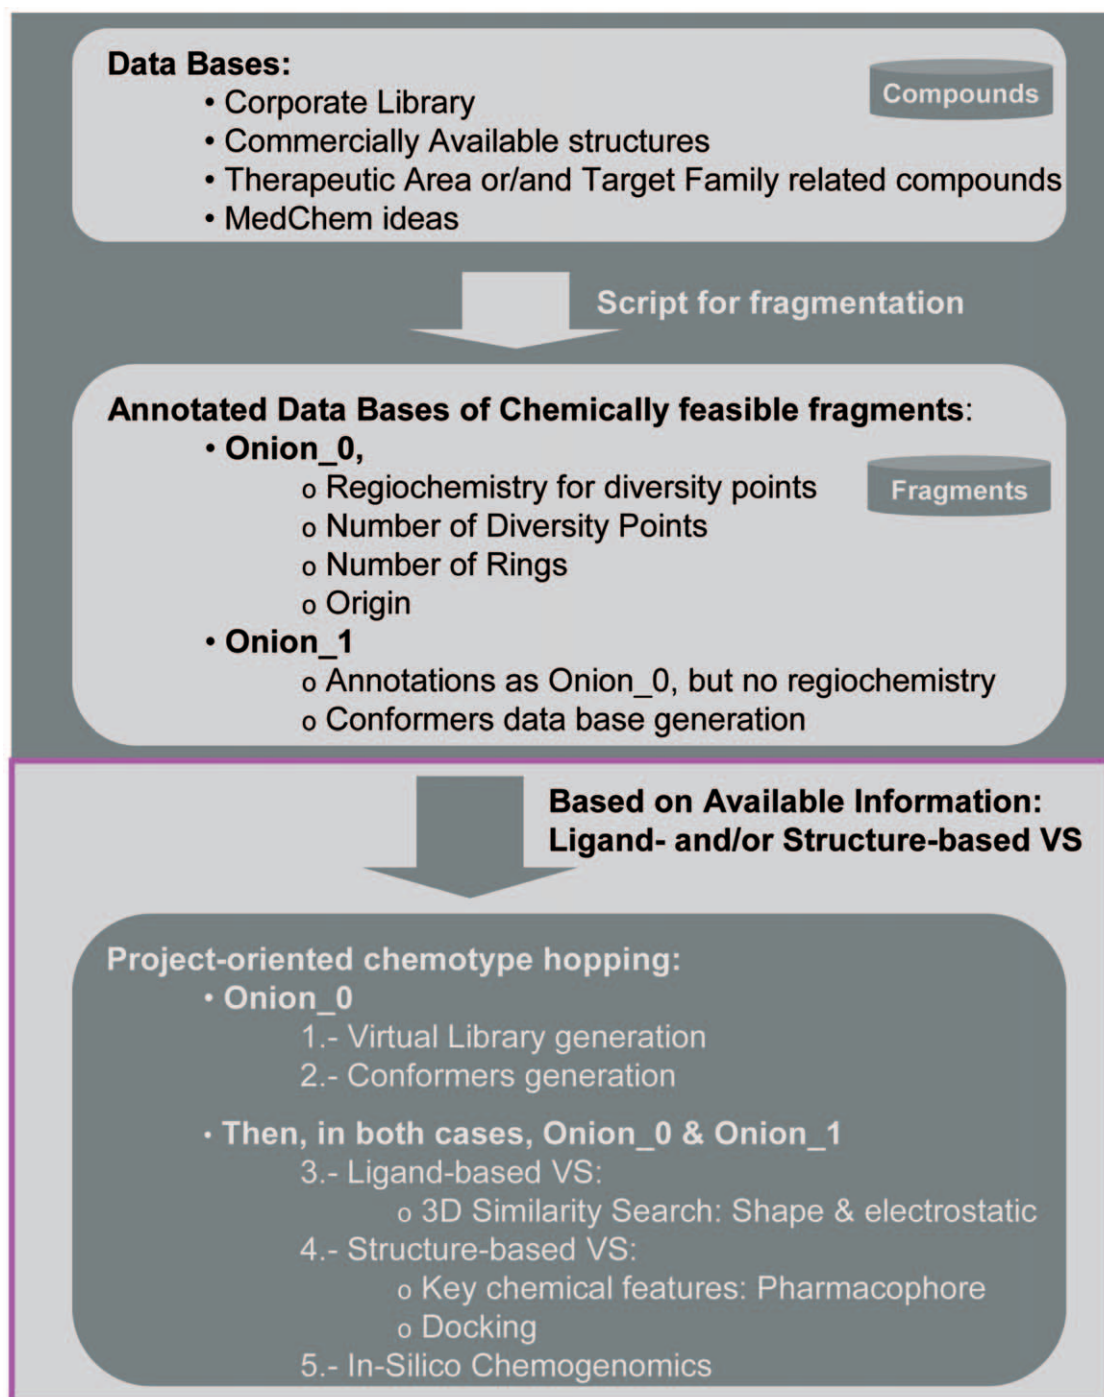 Data Bases:
Compounds
• Corporate Library
• Commercially Available structures
• Therapeutic Area or/and Target Family related compounds
• MedChem ideas
Script for fragmentation
Annotated Data Bases of Chemically feasible fragments:
• Onion_0,
o Regiochemistry for diversity points
Fragments
o Number of Diversity Points
o Number of Rings
o Origin
• Onion_1
o Annotations as Onion_0, but no regiochemistry
o Conformers data base generation
Based on Available Information:
Ligand- and/or Structure-based VS
Project-oriented chemotype hopping:
• Onion_0
1.- Virtual Library generation
2.- Conformers generation
• Then, in both cases, Onion_0 & Onion_1
3.- Ligand-based VS:
o 3D Similarity Search: Shape & electrostatic
4.- Structure-based VS:
o Key chemical features: Pharmacophore
o Docking
5.- In-Silico Chemogenomics